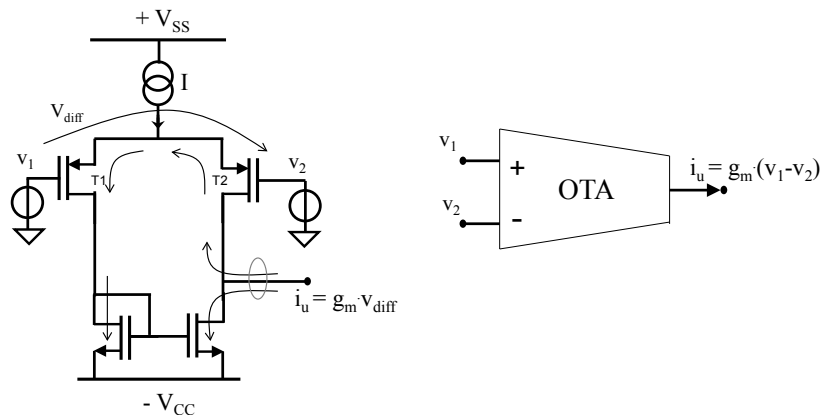 + V_SS
I
V_diff
v_1
T1
T2
v_2
i_u = g_m·v_diff
- V_CC
v_1
v_2
+
-
OTA
i_u = g_m·(v_1-v_2)